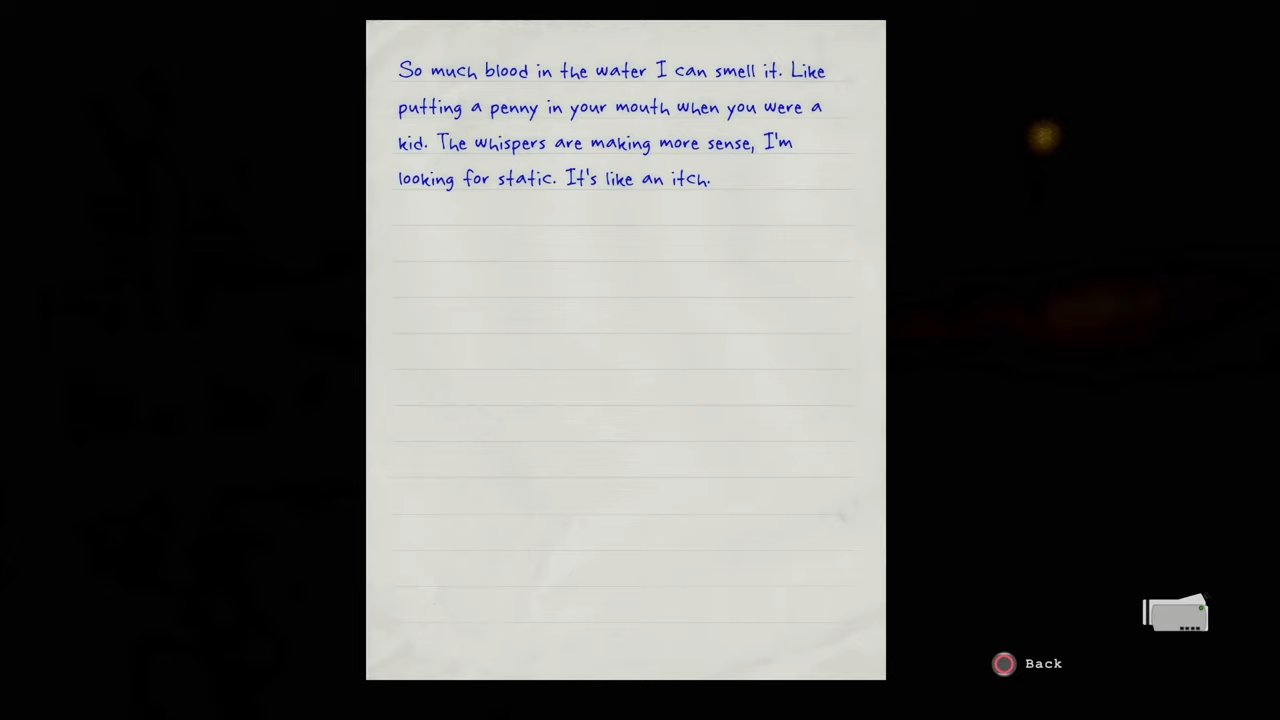 So much blood in the water I can smell it. Like
putting a penny in your mouth when you were a
kid. The whispers are making more sense, I'm
looking for static. It's like an itch.
Back